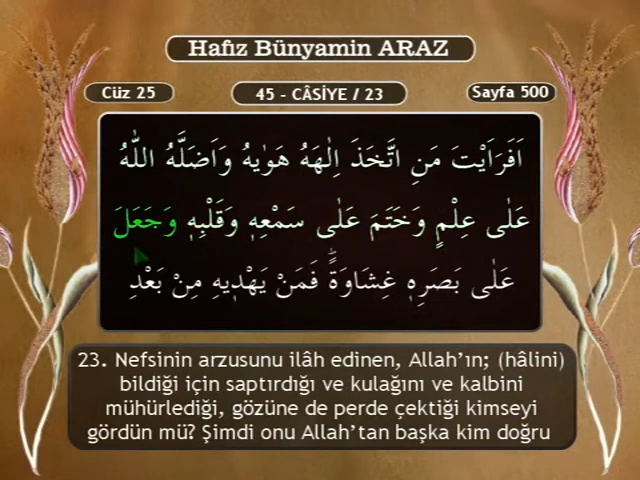 Hafız Bünyamin ARAZ
Cüz 25
45 - CÂSİYE / 23
Sayfa 500
اَفَرَاَيْتَ مَنِ اتَّخَذَ اِلٰهَهُ هَوٰيهُ وَاَضَلَّهُ اللّٰهُ
عَلٰى عِلْمٍ وَخَتَمَ عَلٰى سَمْعِهٖ وَقَلْبِهٖ وَجَعَلَ
عَلٰى بَصَرِهٖ غِشَاوَةًۜ فَمَنْ يَهْدٖيهِ مِنْ بَعْدِ
23. Nefsinin arzusunu ilâh edinen, Allah’ın; (hâlini)
bildiği için saptırdığı ve kulağını ve kalbini
mühürlediği, gözüne de perde çektiği kimseyi
gördün mü? Şimdi onu Allah’tan başka kim doğru